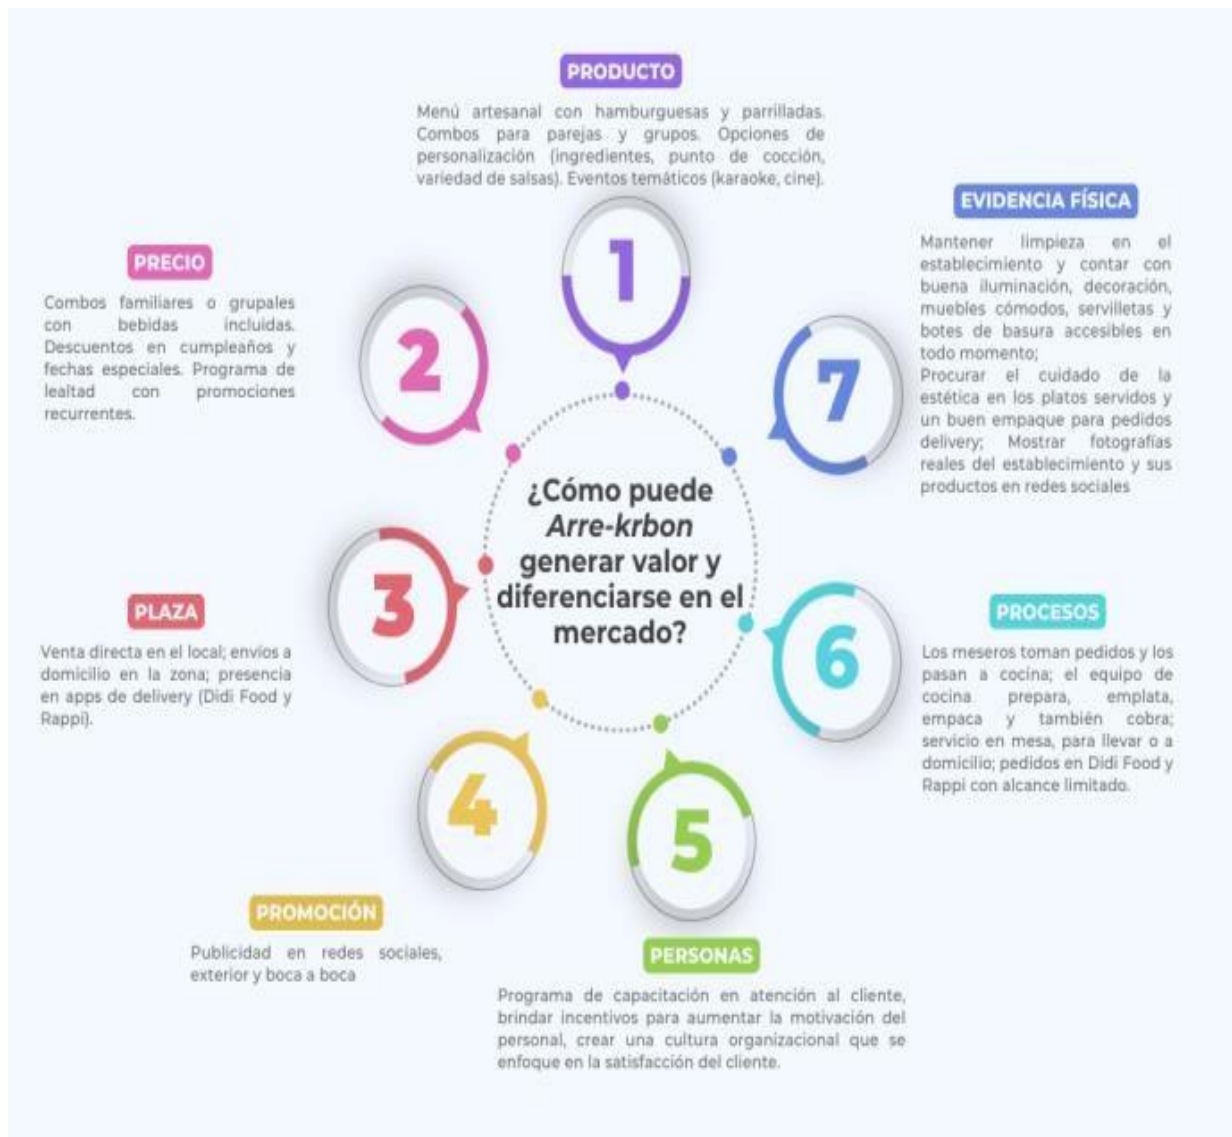 PRODUCTO
Menú artesanal con hamburguesas y parrilladas.
Combos para parejas y grupos. Opciones de
personalización (ingredientes, punto de cocción,
variedad de salsas). Eventos temáticos (karaoke, cine).
1
PRECIO
Combos familiares o grupales
con bebidas incluidas.
Descuentos en cumpleaños y
fechas especiales. Programa de
lealtad con promociones
recurrentes.
2
PLAZA
Venta directa en el local; envíos a
domicilio en la zona; presencia
en apps de delivery (Didi Food y
Rappi).
3
PROMOCIÓN
Publicidad en redes sociales,
exterior y boca a boca
4
PERSONAS
Programa de capacitación en atención al cliente,
brindar incentivos para aumentar la motivación del
personal, crear una cultura organizacional que se
enfoque en la satisfacción del cliente.
5
PROCESOS
Los meseros toman pedidos y los
pasan a cocina; el equipo de
cocina prepara, emplata,
empaca y también cobra;
servicio en mesa, para llevar o a
domicilio; pedidos en Didi Food y
Rappi con alcance limitado.
6
EVIDENCIA FÍSICA
Mantener limpieza en el
establecimiento y contar con
buena iluminación, decoración,
muebles cómodos, servilletas y
botes de basura accesibles en
todo momento;
Procurar el cuidado de la
estética en los platos servidos y
un buen empaque para pedidos
delivery; Mostrar fotografías
reales del establecimiento y sus
productos en redes sociales
7
¿Cómo puede
Arre-krbon
generar valor y
diferenciarse en el
mercado?